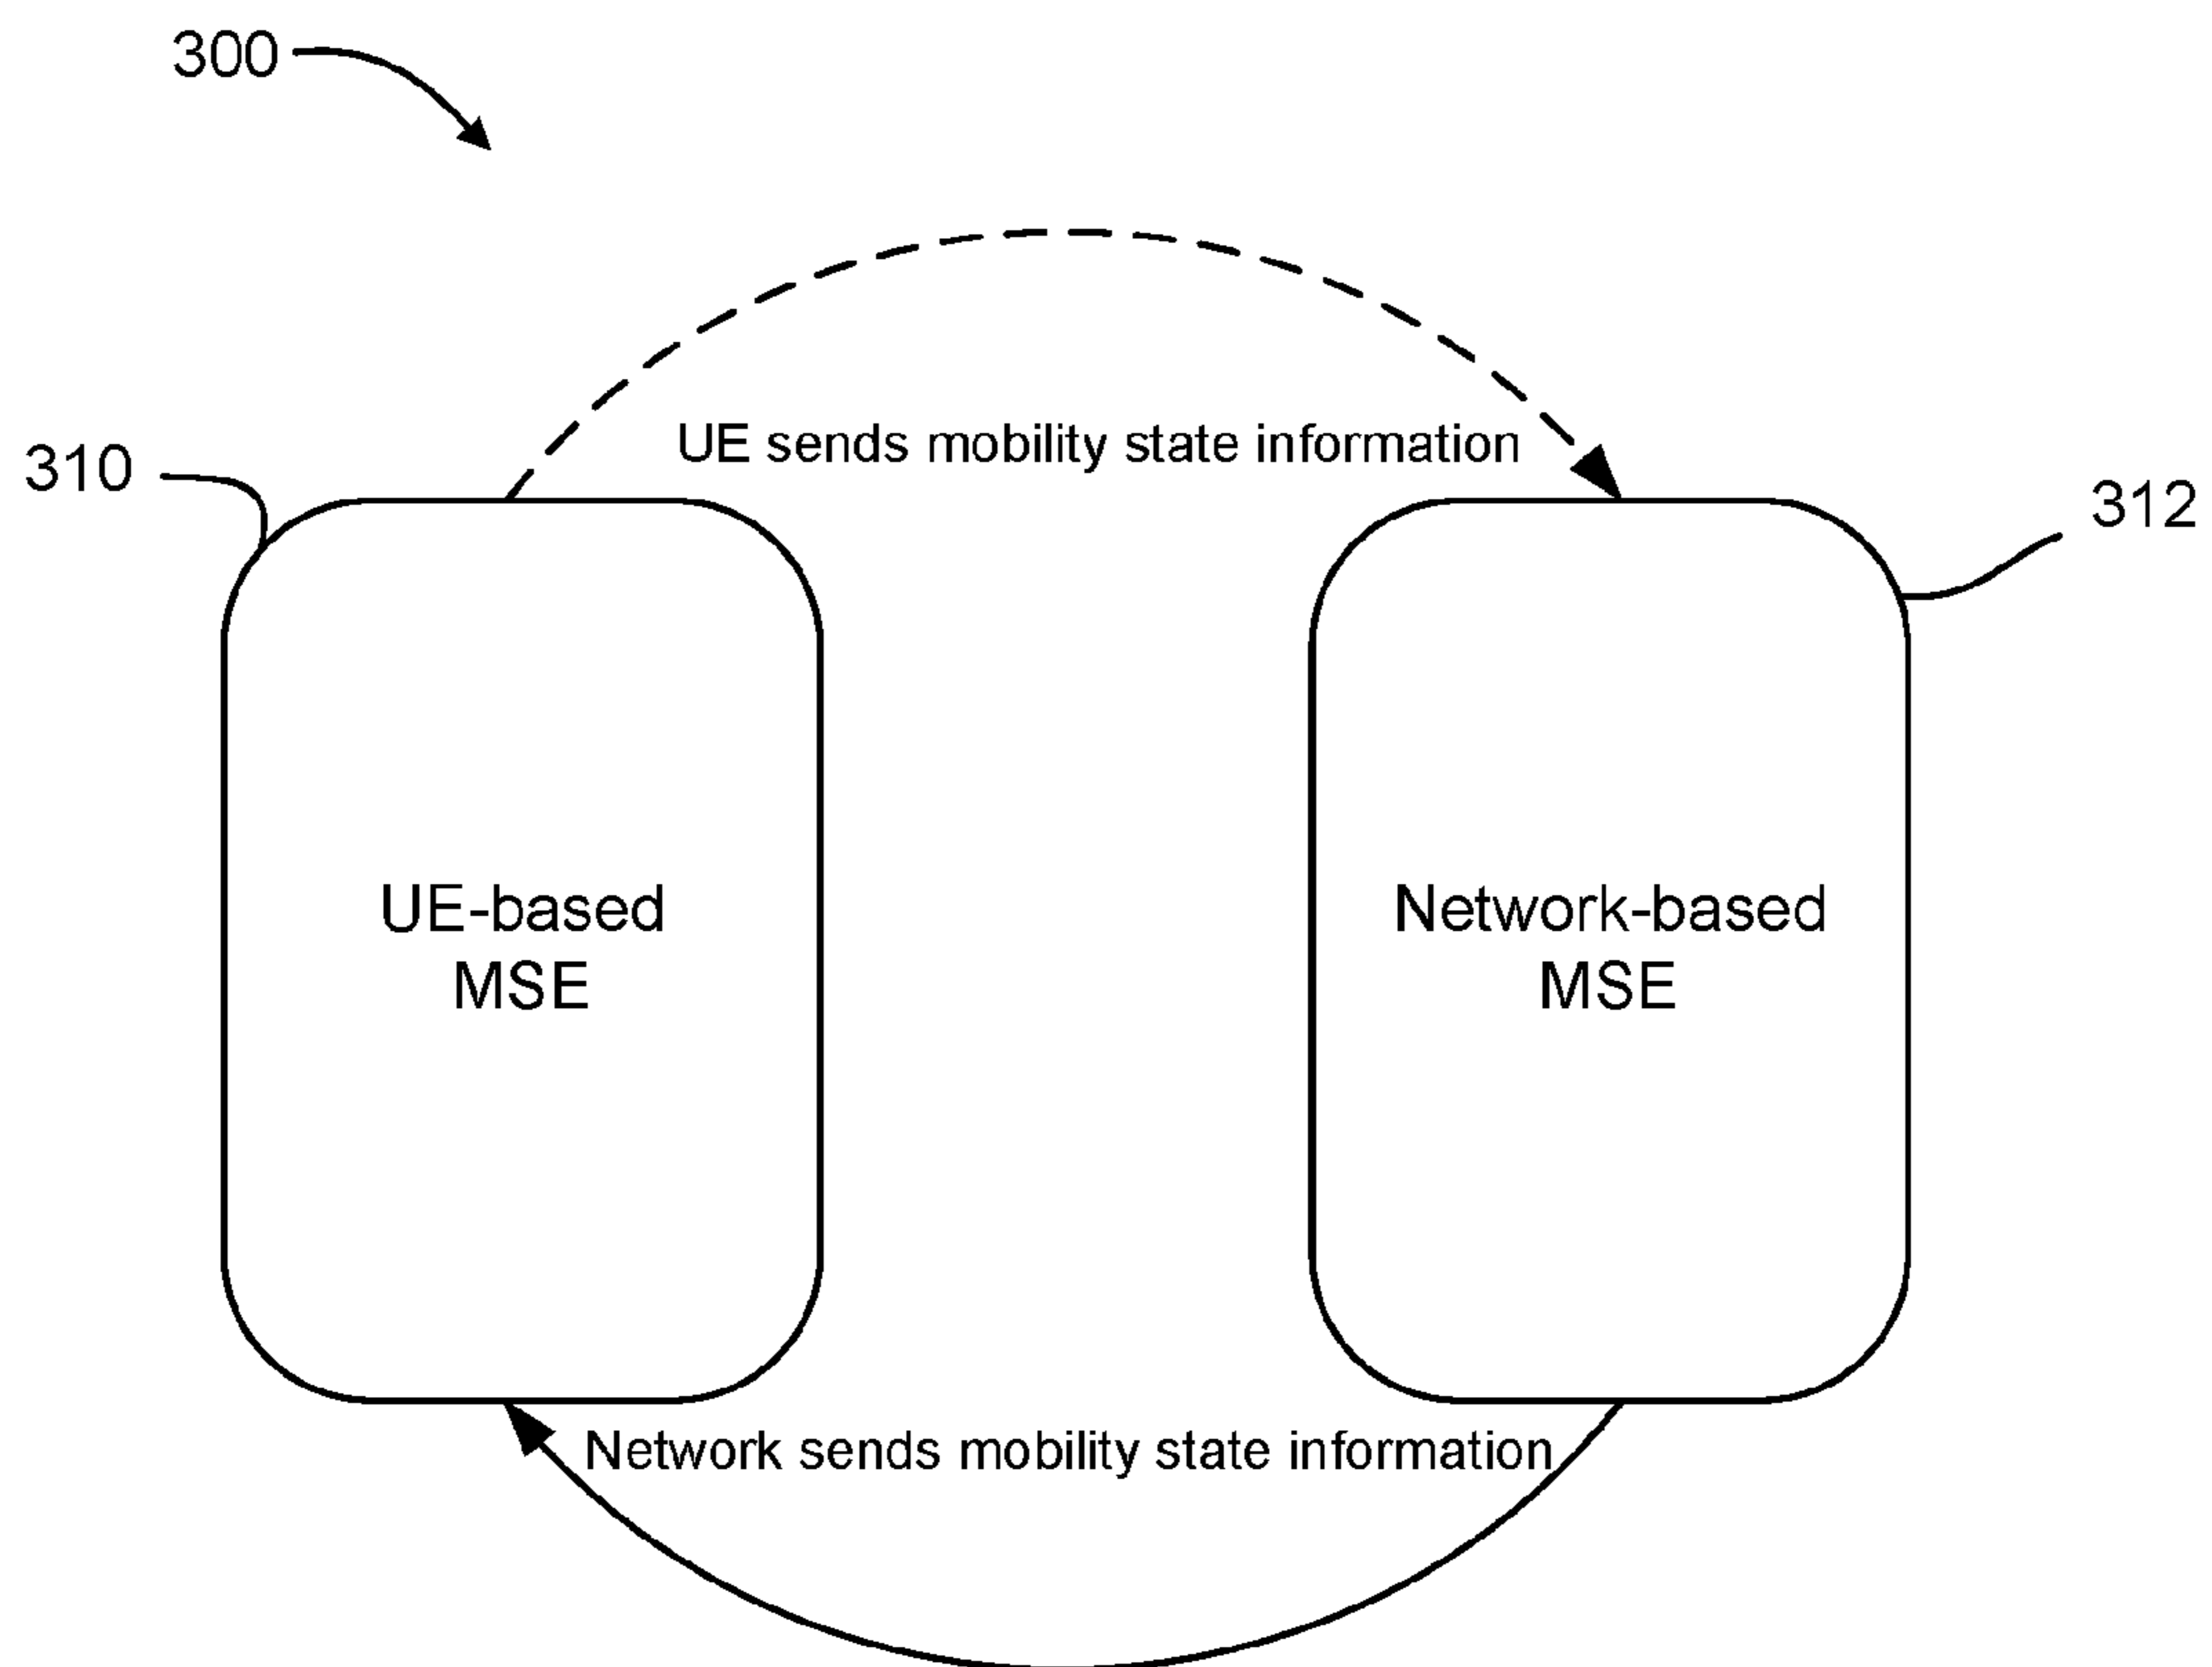 300
UE sends mobility state information
310
312
UE-based
MSE
Network-based
MSE
Network sends mobility state information